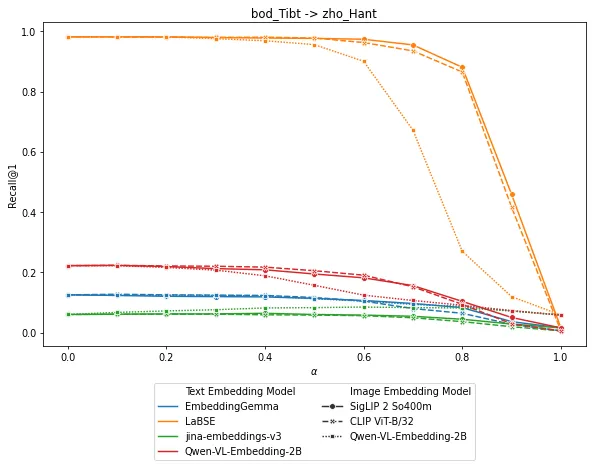 bod_Tibt -> zho_Hant
1.0
0.8
0.6
0.4
0.2
0.0
Recall@1
0.0 0.2 0.4 0.6 0.8 1.0
α
Text Embedding Model Image Embedding Model
EmbeddingGemma SigLIP 2 So400m
LaBSE CLIP ViT-B/32
jina-embeddings-v3 Qwen-VL-Embedding-2B
Qwen-VL-Embedding-2B